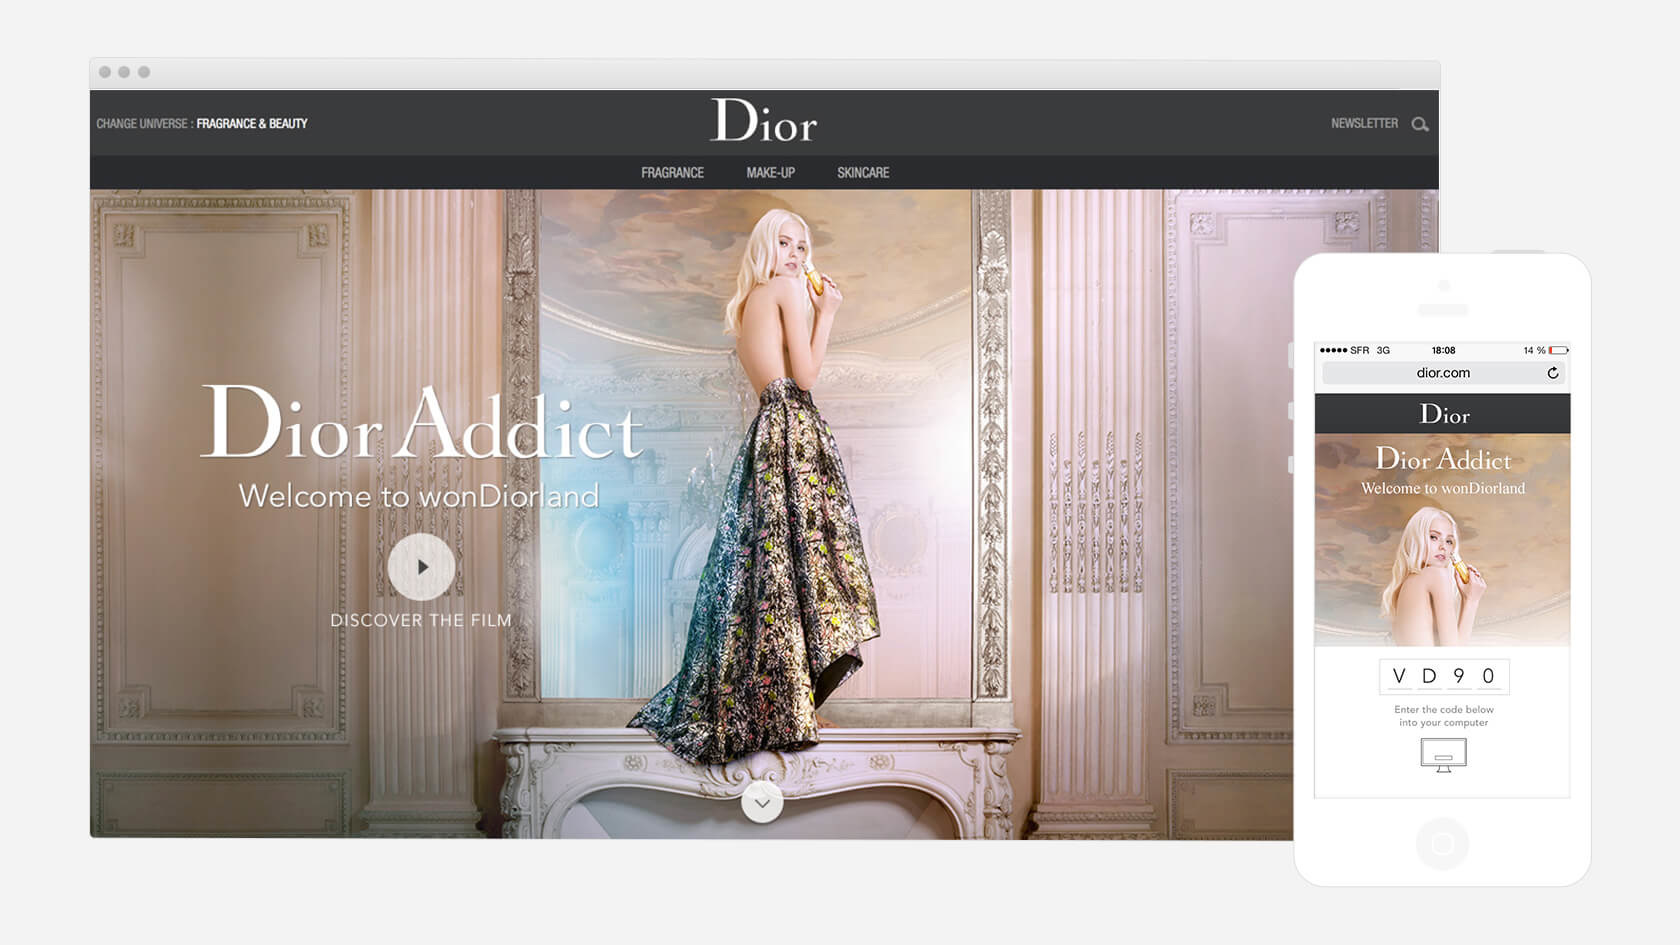 CHANGE UNIVERSE : FRAGRANCE & BEAUTY
Dior
NEWSLETTER
FRAGRANCE MAKE-UP SKINCARE
Dior Addict
Welcome to wonDiorland
DISCOVER THE FILM
SFR 3G 18:08 14 %
dior.com
Dior
Dior Addict
Welcome to wonDiorland
V D 9 0
Enter the code below
into your computer